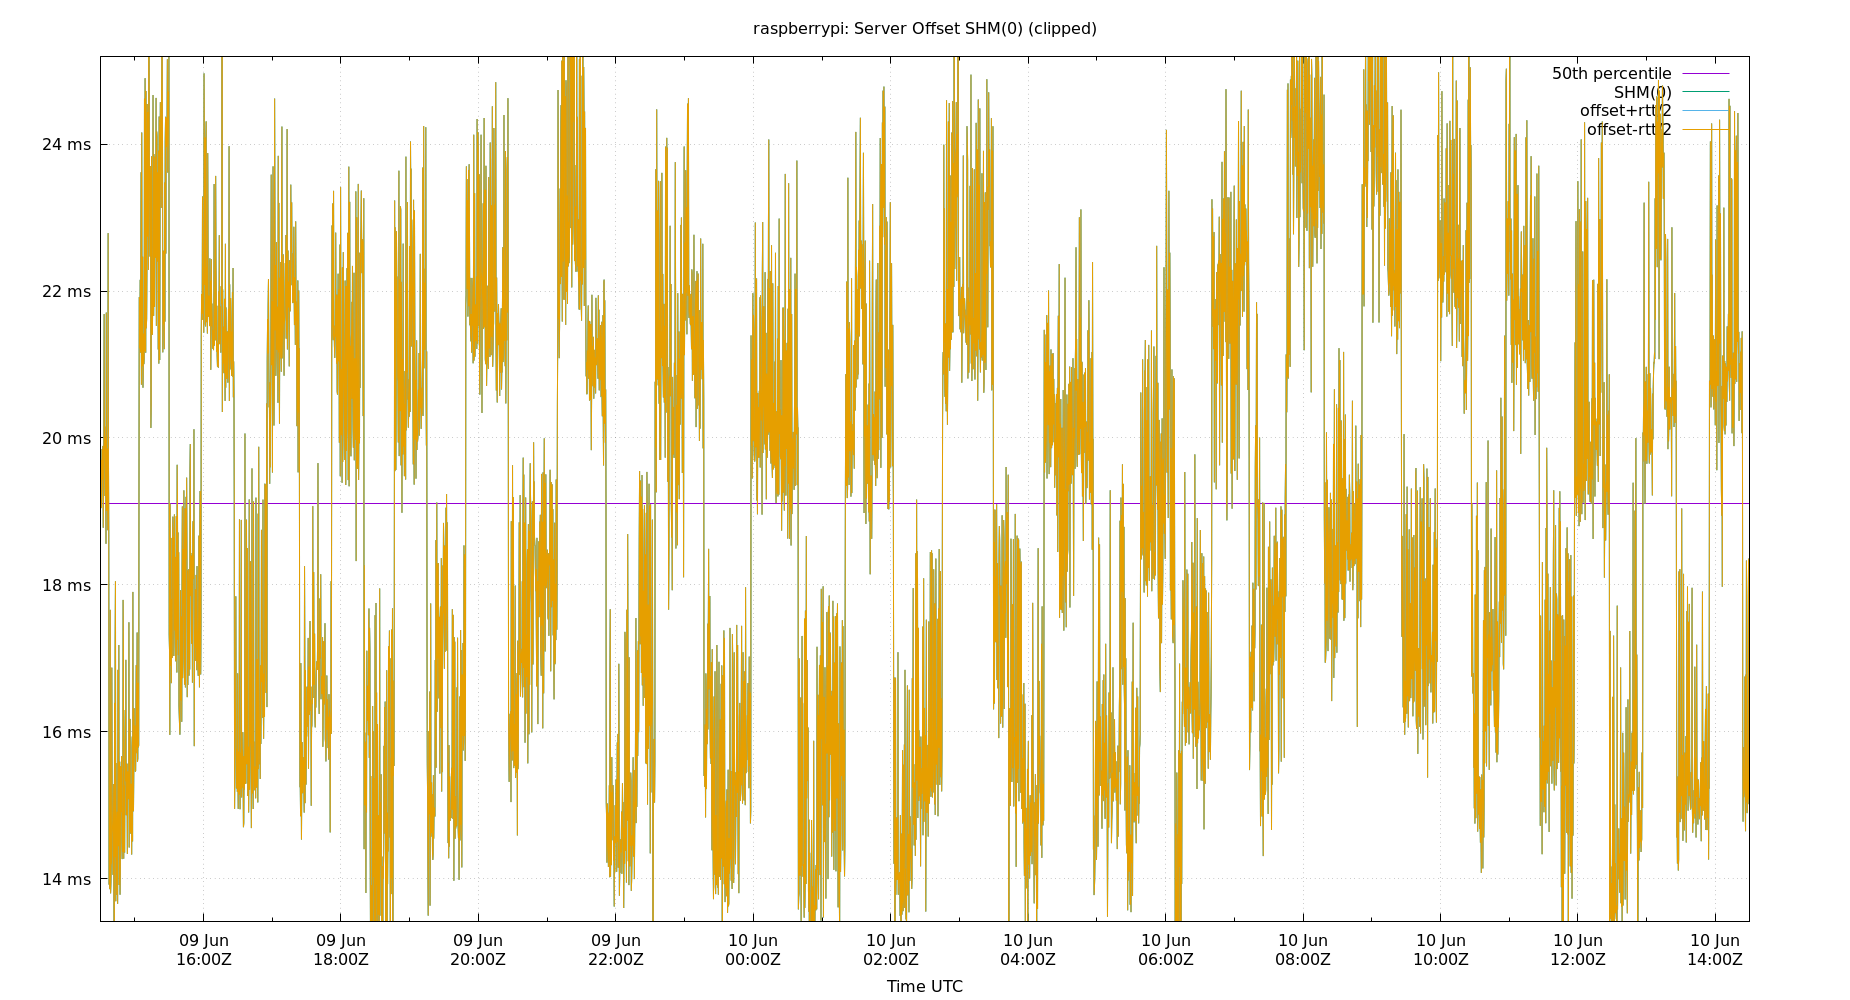 raspberrypi: Server Offset SHM(0) (clipped)
50th percentile
SHM(0)
offset+rtt/2
offset-rtt/2
24 ms
22 ms
20 ms
18 ms
16 ms
14 ms
09 Jun 16:00Z
09 Jun 18:00Z
09 Jun 20:00Z
09 Jun 22:00Z
10 Jun 00:00Z
10 Jun 02:00Z
10 Jun 04:00Z
10 Jun 06:00Z
10 Jun 08:00Z
10 Jun 10:00Z
10 Jun 12:00Z
10 Jun 14:00Z
Time UTC